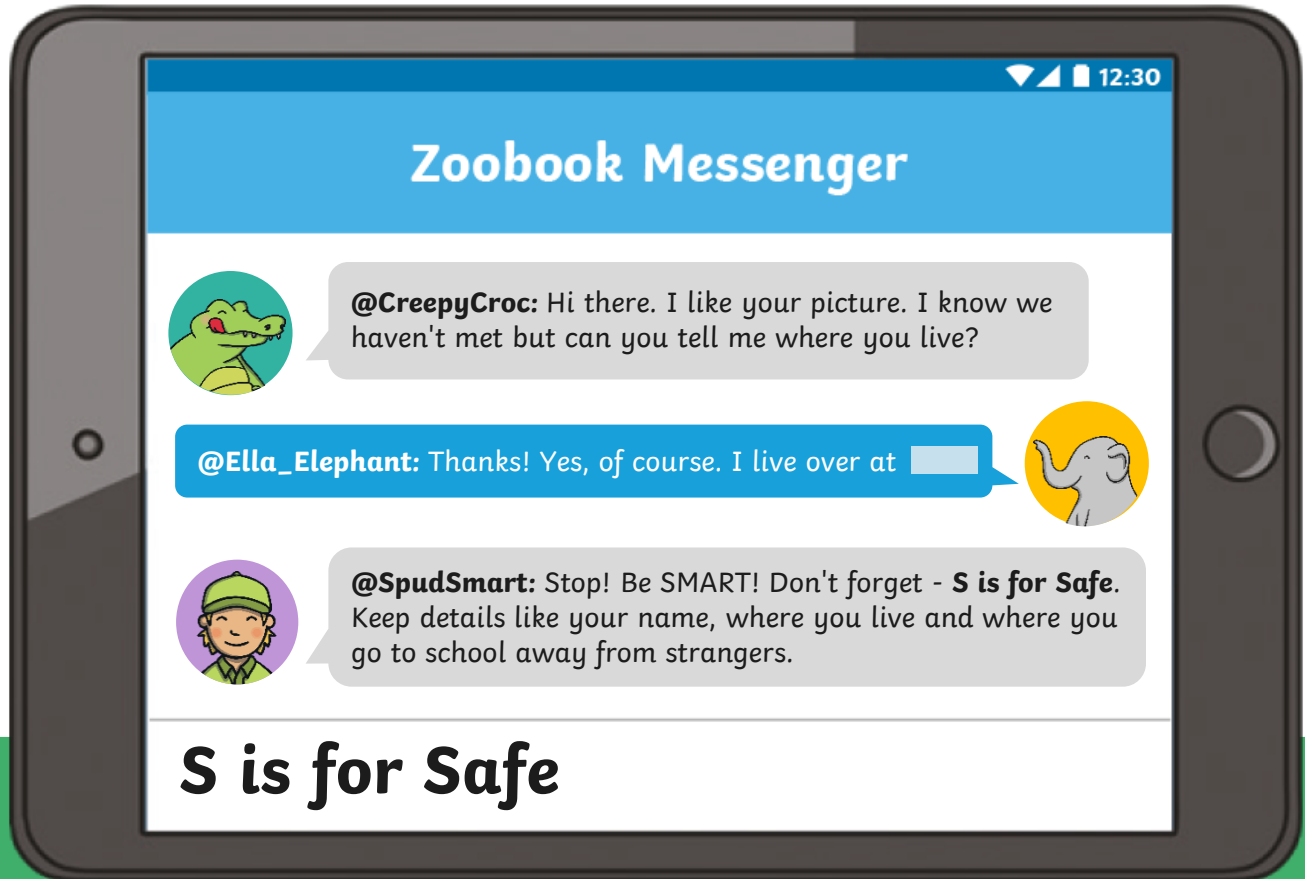 12:30
Zoobook Messenger
@CreepyCroc: Hi there. I like your picture. I know we
haven't met but can you tell me where you live?
@Ella_Elephant: Thanks! Yes, of course. I live over at
@SpudSmart: Stop! Be SMART! Don't forget - S is for Safe.
Keep details like your name, where you live and where you
go to school away from strangers.
S is for Safe